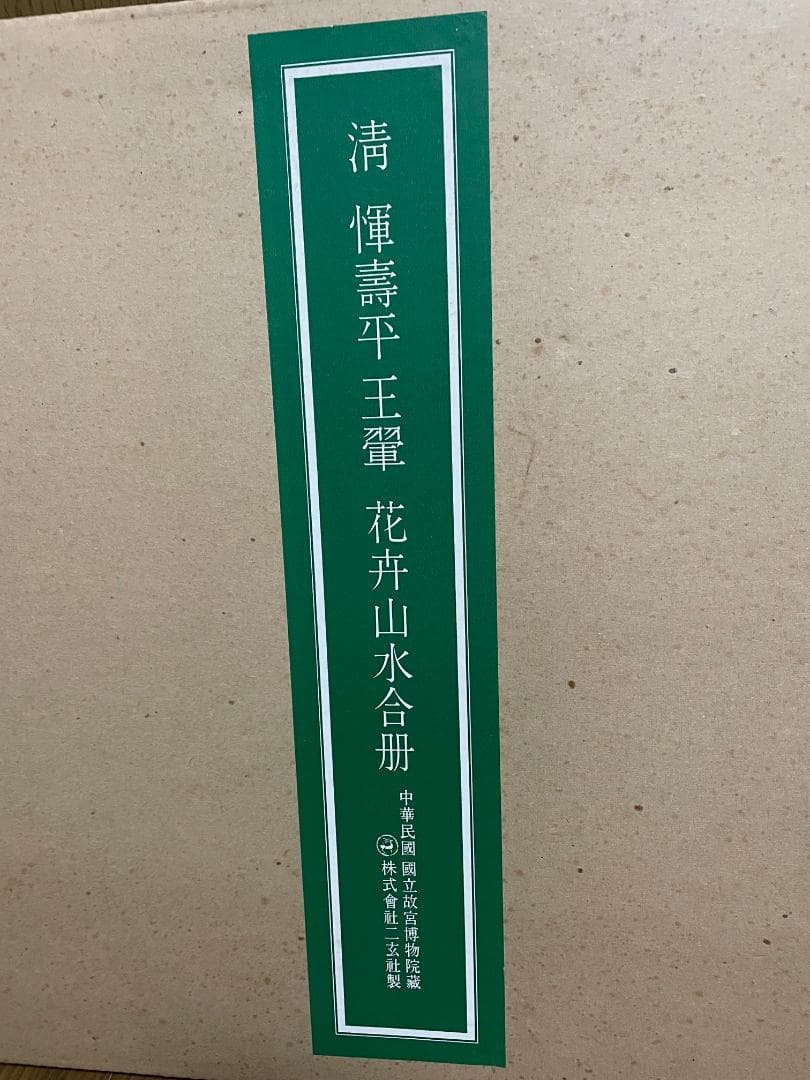 清 惲壽平 王翬 花卉山水合册
中華民國 國立故宮博物院藏
株式會社二玄社製